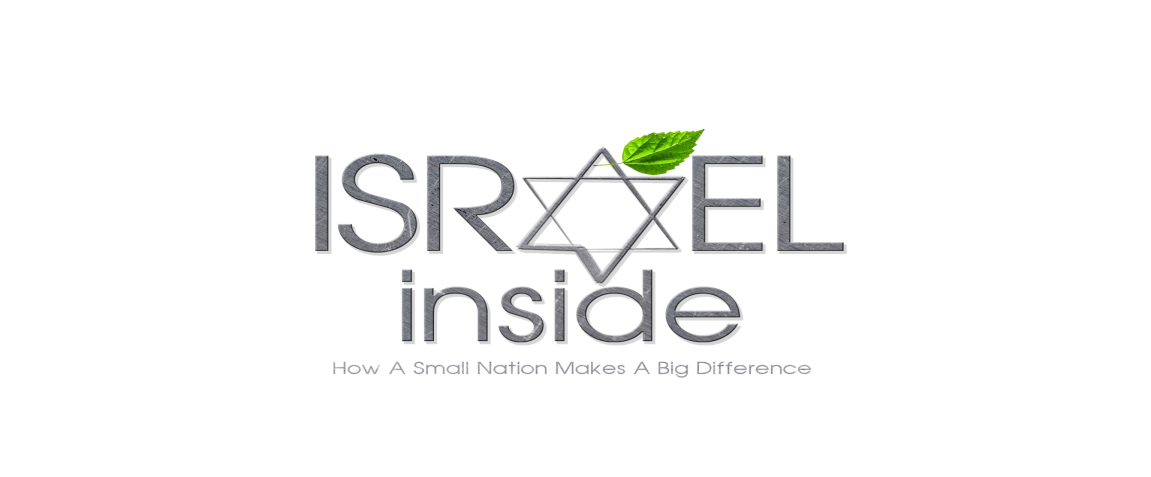 ISRAEL
inside
How A Small Nation Makes A Big Difference